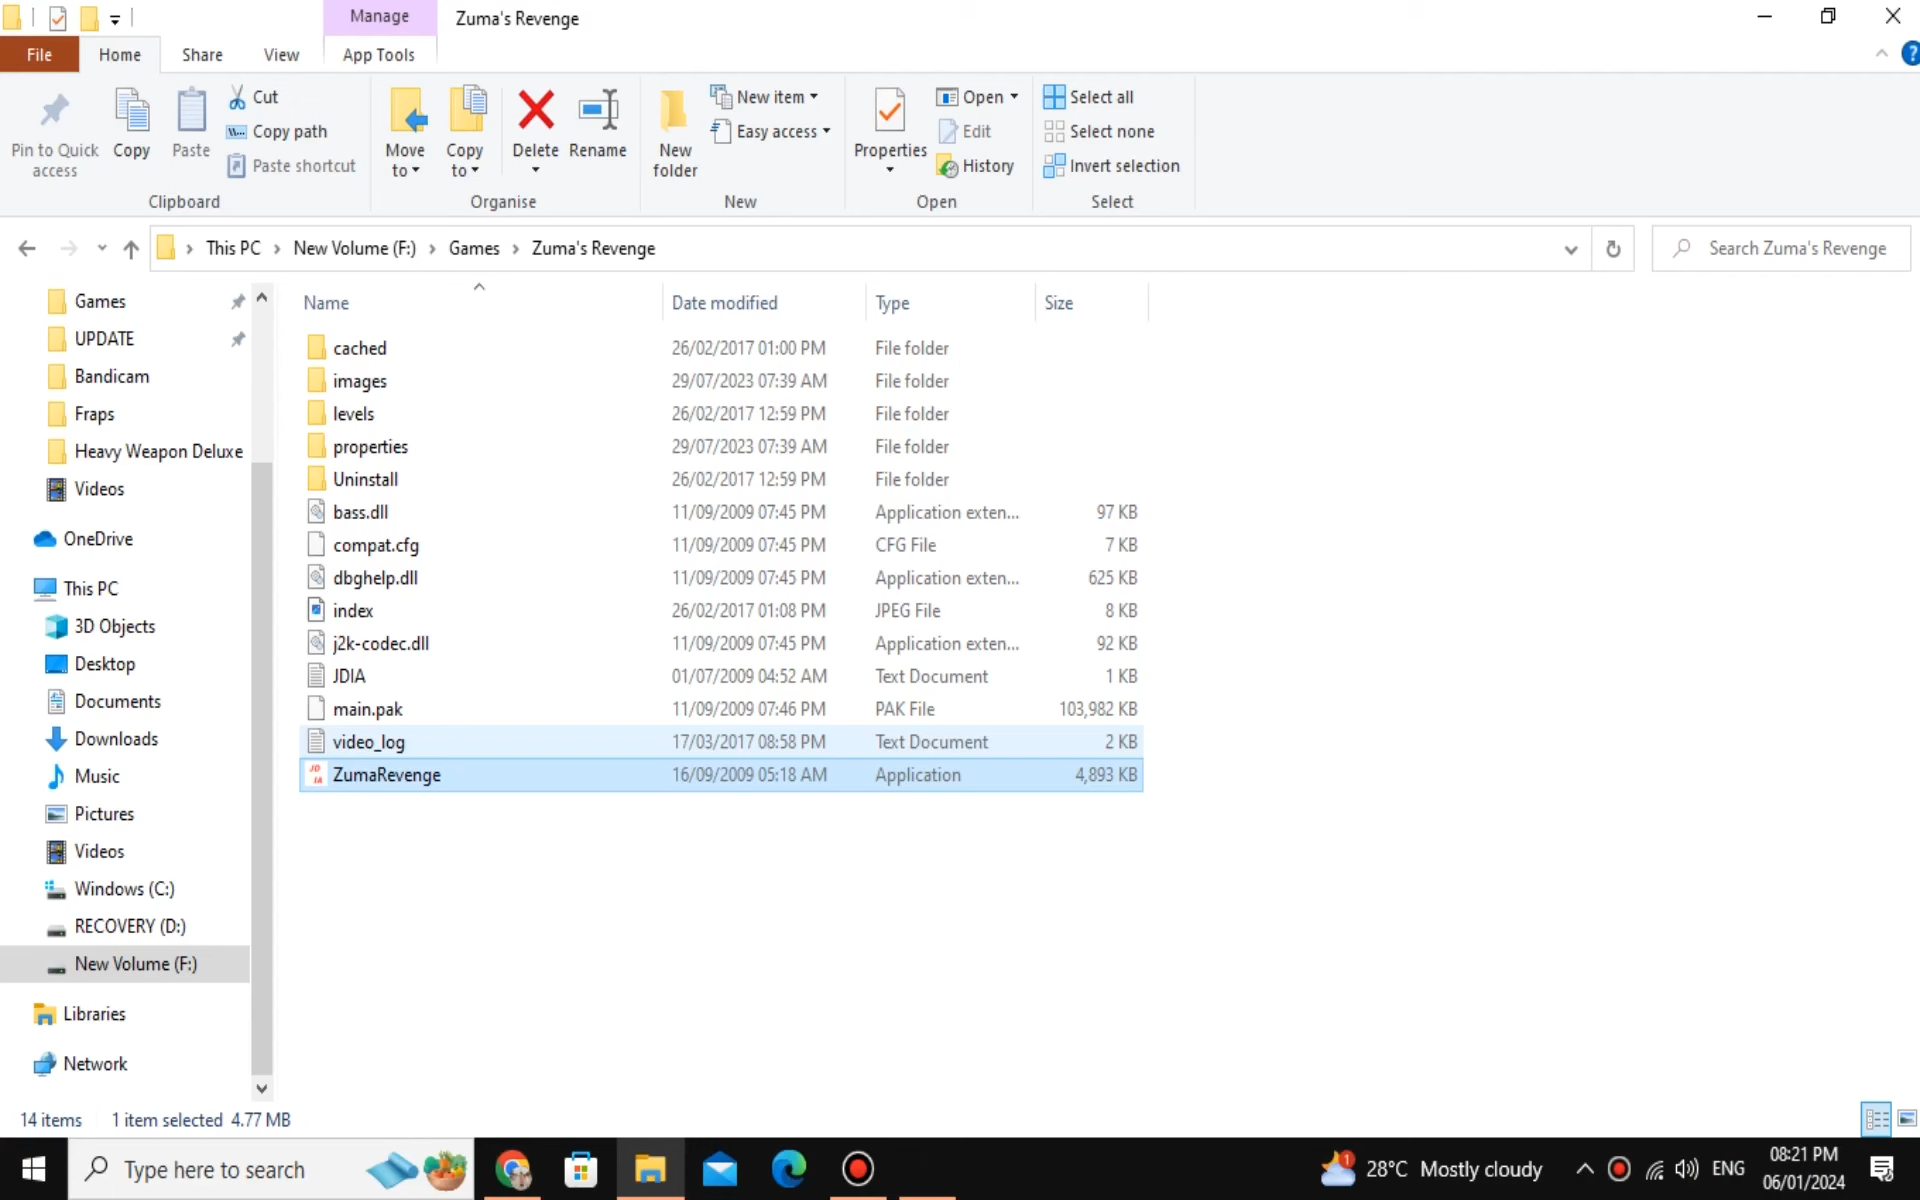 Manage
Zuma's Revenge
File
Home
Share
View
App Tools
Pin to Quick access
Copy
Paste
Cut
Copy path
Paste shortcut
Clipboard
Move to
Copy to
Delete
Rename
Organise
New folder
New item
Easy access
New
Properties
Open
Edit
History
Open
Select all
Select none
Invert selection
Select
This PC › New Volume (F:) › Games › Zuma's Revenge
Search Zuma's Revenge
Games
UPDATE
Bandicam
Fraps
Heavy Weapon Deluxe
Videos
OneDrive
This PC
3D Objects
Desktop
Documents
Downloads
Music
Pictures
Videos
Windows (C:)
RECOVERY (D:)
New Volume (F:)
Libraries
Network
Name Date modified Type Size
cached 26/02/2017 01:00 PM File folder
images 29/07/2023 07:39 AM File folder
levels 26/02/2017 12:59 PM File folder
properties 29/07/2023 07:39 AM File folder
Uninstall 26/02/2017 12:59 PM File folder
bass.dll 11/09/2009 07:45 PM Application exten... 97 KB
compat.cfg 11/09/2009 07:45 PM CFG File 7 KB
dbghelp.dll 11/09/2009 07:45 PM Application exten... 625 KB
index 26/02/2017 01:08 PM JPEG File 8 KB
j2k-codec.dll 11/09/2009 07:45 PM Application exten... 92 KB
JDIA 01/07/2009 04:52 AM Text Document 1 KB
main.pak 11/09/2009 07:46 PM PAK File 103,982 KB
video_log 17/03/2017 08:58 PM Text Document 2 KB
ZumaRevenge 16/09/2009 05:18 AM Application 4,893 KB
14 items 1 item selected 4.77 MB
Type here to search
28°C Mostly cloudy
ENG
08:21 PM
06/01/2024